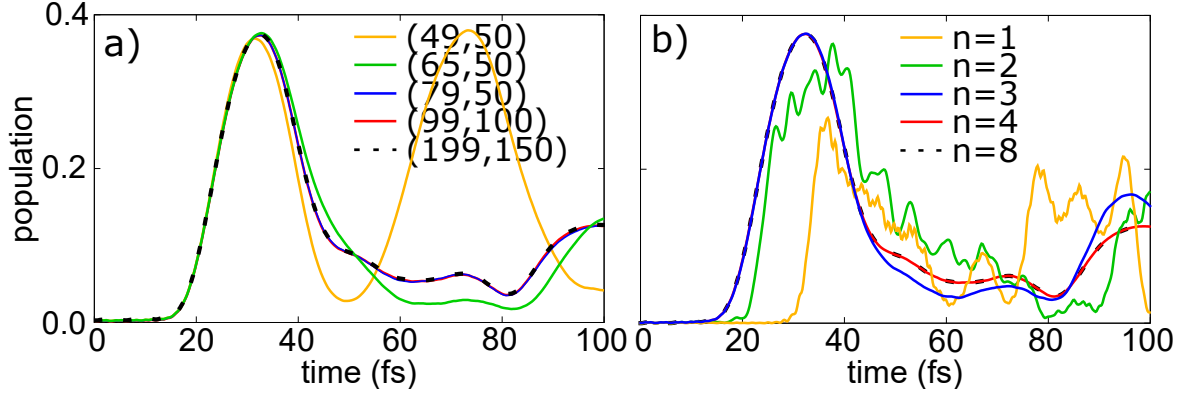 0.4
0.2
0.0
population
a)
(49,50)
(65,50)
(79,50)
(99,100)
(199,150)
0 20 40 60 80 100
time (fs)
b)
n=1
n=2
n=3
n=4
n=8
0 20 40 60 80 100
time (fs)